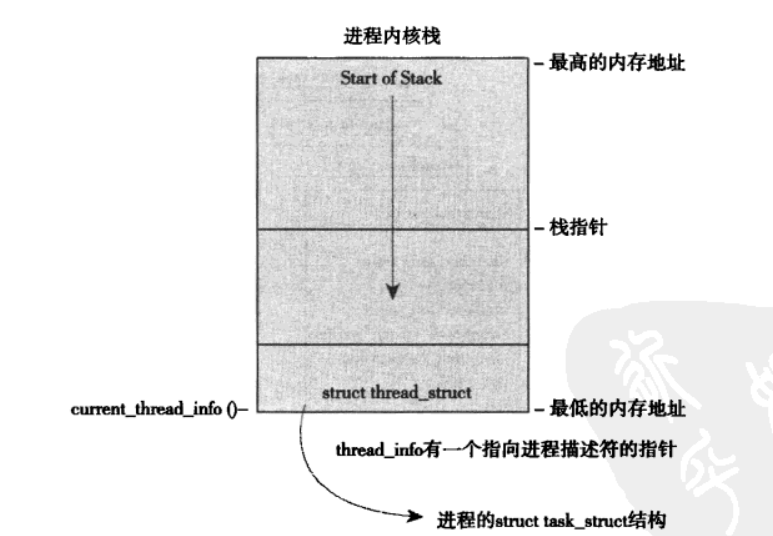 进程内核栈
Start of Stack
– 最高的内存地址
– 栈指针
struct thread_struct
current_thread_info ()–
– 最低的内存地址
thread_info有一个指向进程描述符的指针
进程的struct task_struct结构